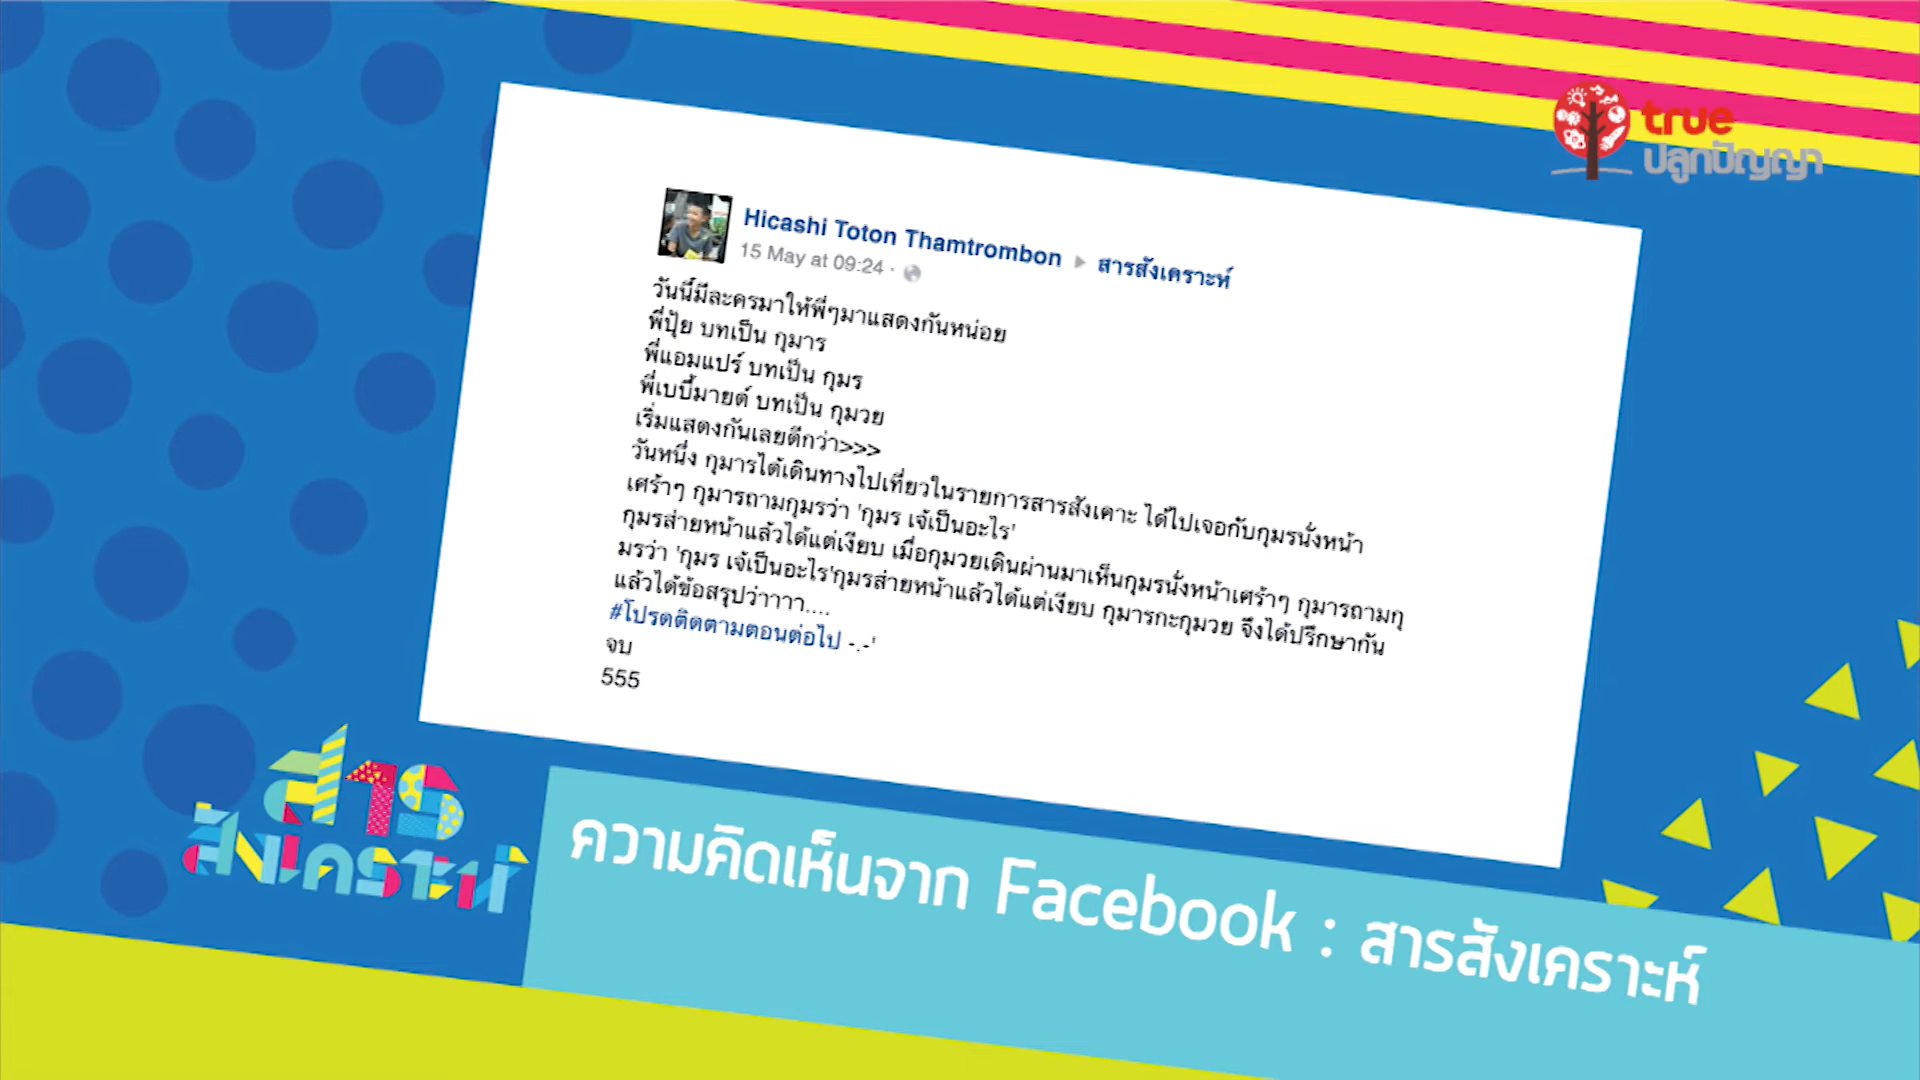 true
ปลูกปัญญา
Hicashi Toton Thamtrombon ▶ สารสังเคราะห์
15 May at 09:24 ·
วันนี้มีละครมาให้พี่ๆมาแสดงกันหน่อย
พี่ปุ้ย บทเป็น กุมาร
พี่แอมแปร์ บทเป็น กุมร
พี่เบบี้มายด์ บทเป็น กุมวย
เริ่มแสดงกันเลยดีกว่า>>>
วันหนึ่ง กุมารได้เดินทางไปเที่ยวในรายการสารสังเคาะ ได้ไปเจอกับกุมรนั่งหน้า
เศร้าๆ กุมารถามกุมรว่า 'กุมร เจ้เป็นอะไร'
กุมรส่ายหน้าแล้วได้แต่เงียบ เมื่อกุมวยเดินผ่านมาเห็นกุมรนั่งหน้าเศร้าๆ กุมารถามกุ
มรว่า 'กุมร เจ้เป็นอะไร'กุมรส่ายหน้าแล้วได้แต่เงียบ กุมารกะกุมวย จึงได้ปรึกษากัน
แล้วได้ข้อสรุปว่าาาา....
#โปรดติดตามตอนต่อไป -.-'
จบ
555
สาร
สังเคราะห์
ความคิดเห็นจาก Facebook : สารสังเคราะห์